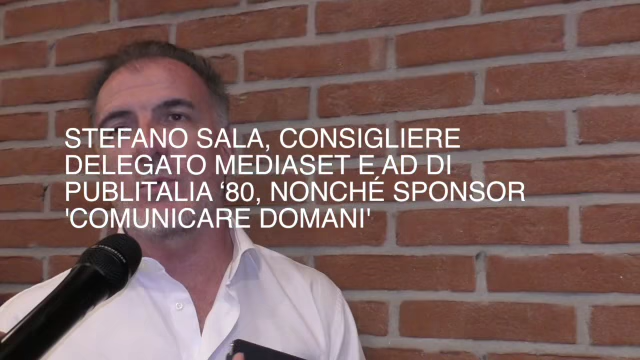 STEFANO SALA, CONSIGLIERE
DELEGATO MEDIASET E AD DI
PUBLITALIA ‘80, NONCHÉ SPONSOR
'COMUNICARE DOMANI'